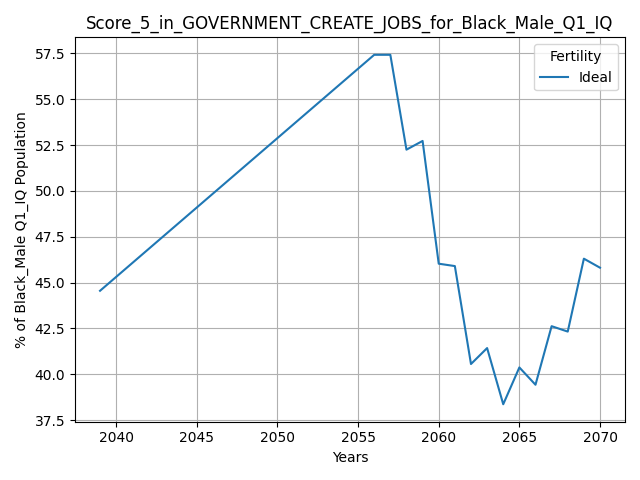 Score_5_in_GOVERNMENT_CREATE_JOBS_for_Black_Male_Q1_IQ
Fertility
Ideal
% of Black_Male Q1_IQ Population
57.5
55.0
52.5
50.0
47.5
45.0
42.5
40.0
37.5
2040 2045 2050 2055 2060 2065 2070
Years